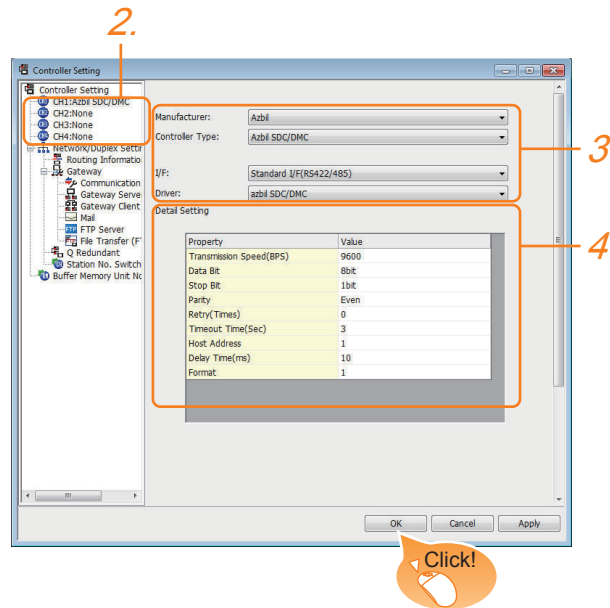 2.
Controller Setting
Controller Setting
CH1:Azbil SDC/DMC
CH2:None
CH3:None
CH4:None
Network/Duplex Settin
Routing Informatio
Gateway
Communication
Gateway Serve
Gateway Client
Mail
FTP Server
File Transfer (F
Q Redundant
Station No. Switch
Buffer Memory Unit No
Manufacturer: Azbil
Controller Type: Azbil SDC/DMC
3
I/F: Standard I/F(RS422/485)
Driver: azbil SDC/DMC
Detail Setting
4
Property Value
Transmission Speed(BPS) 9600
Data Bit 8bit
Stop Bit 1bit
Parity Even
Retry(Times) 0
Timeout Time(Sec) 3
Host Address 1
Delay Time(ms) 10
Format 1
OK Cancel Apply
Click!